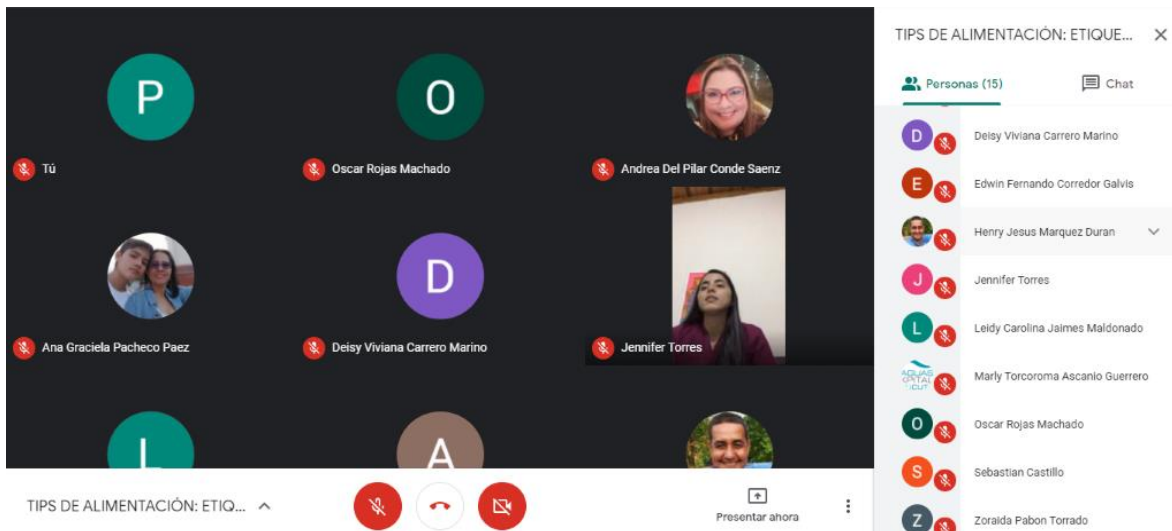 P
O
Tú
Oscar Rojas Machado
Andrea Del Pilar Conde Saenz
D
Ana Graciela Pacheco Paez
Deisy Viviana Carrero Marino
Jennifer Torres
L
A
TIPS DE ALIMENTACIÓN: ETIQ...
Presentar ahora
TIPS DE ALIMENTACIÓN: ETIQUE...
Personas (15)
Chat
D
Deisy Viviana Carrero Marino
E
Edwin Fernando Corredor Galvis
Henry Jesus Marquez Duran
J
Jennifer Torres
L
Leidy Carolina Jaimes Maldonado
Marly Torcoroma Ascanio Guerrero
O
Oscar Rojas Machado
S
Sebastian Castillo
Z
Zoraida Pabon Torrado